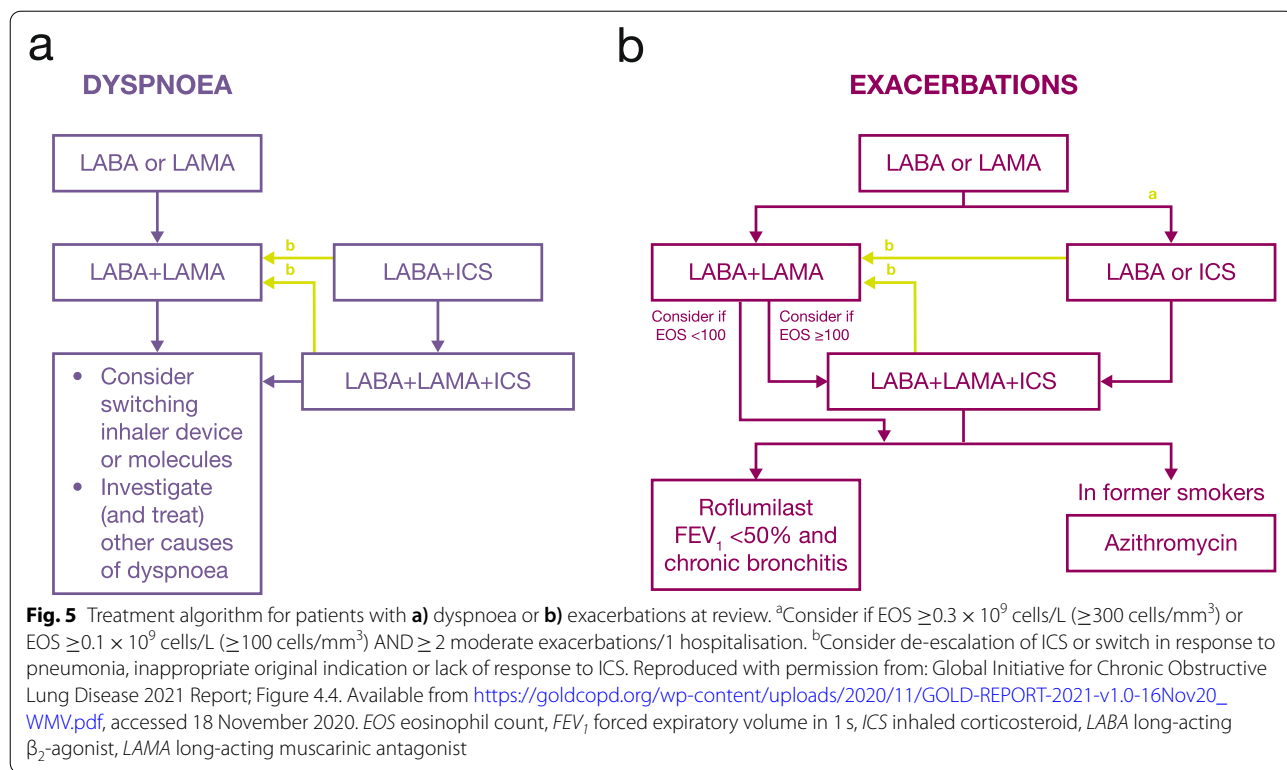 a
DYSPNOEA
LABA or LAMA
b
LABA+LAMA
LABA+ICS
b
• Consider
switching
inhaler device
or molecules
• Investigate
(and treat)
other causes
of dyspnoea
LABA+LAMA+ICS
b
EXACERBATIONS
LABA or LAMA
a
b
LABA+LAMA
b
LABA or ICS
Consider if
EOS <100
Consider if
EOS ≥100
LABA+LAMA+ICS
Roflumilast
FEV₁ <50% and
chronic bronchitis
In former smokers
Azithromycin
Fig. 5 Treatment algorithm for patients with a) dyspnoea or b) exacerbations at review. ᵃConsider if EOS ≥0.3 × 10⁹ cells/L (≥300 cells/mm³) or
EOS ≥0.1 × 10⁹ cells/L (≥100 cells/mm³) AND ≥ 2 moderate exacerbations/1 hospitalisation. ᵇConsider de-escalation of ICS or switch in response to
pneumonia, inappropriate original indication or lack of response to ICS. Reproduced with permission from: Global Initiative for Chronic Obstructive
Lung Disease 2021 Report; Figure 4.4. Available from https://goldcopd.org/wp-content/uploads/2020/11/GOLD-REPORT-2021-v1.0-16Nov20_
WMV.pdf, accessed 18 November 2020. EOS eosinophil count, FEV₁ forced expiratory volume in 1 s, ICS inhaled corticosteroid, LABA long-acting
β₂-agonist, LAMA long-acting muscarinic antagonist